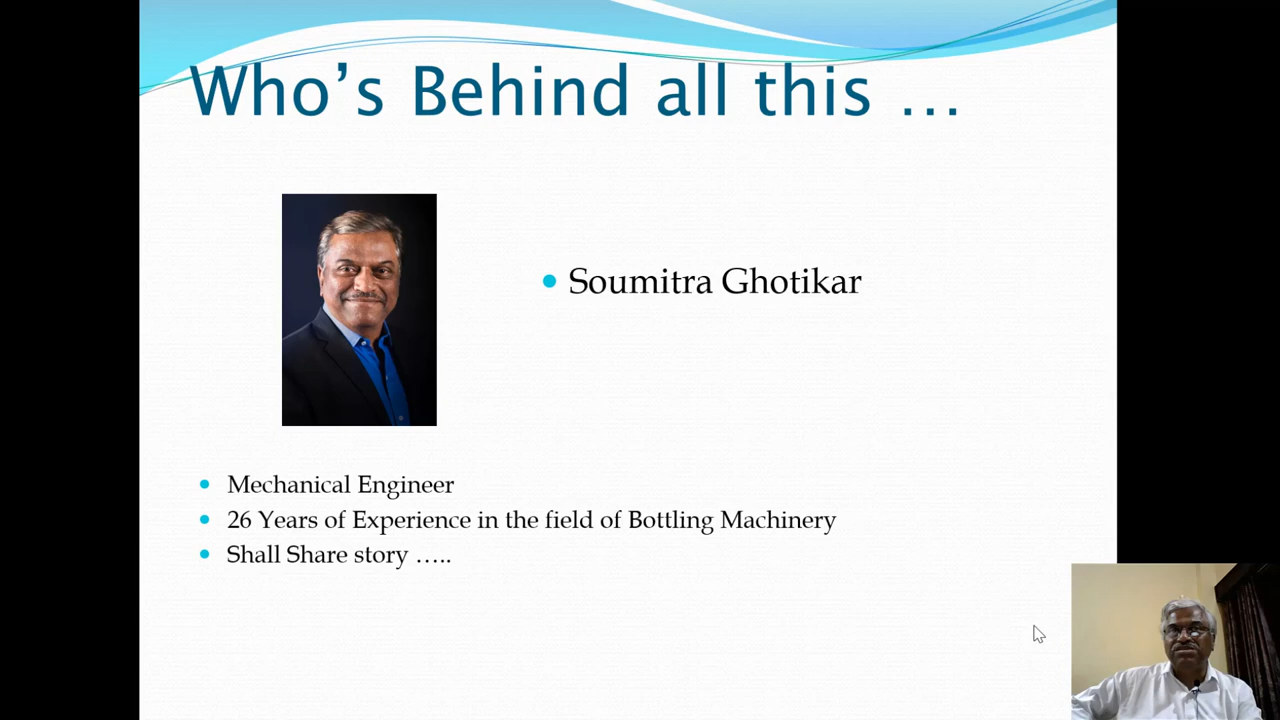 Who’s Behind all this ...
Soumitra Ghotikar
Mechanical Engineer
26 Years of Experience in the field of Bottling Machinery
Shall Share story .....